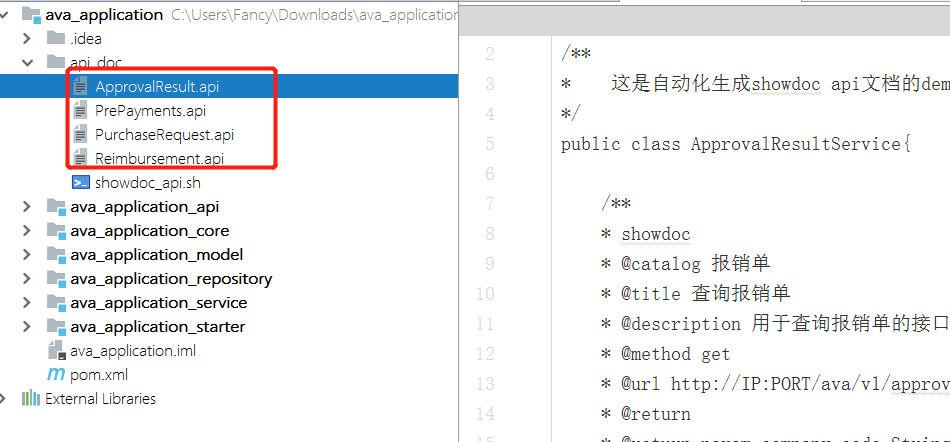 ava_application C:\Users\Fancy\Downloads\ava_application
.idea
api_doc
ApprovalResult.api
PrePayments.api
PurchaseRequest.api
Reimbursement.api
showdoc_api.sh
ava_application_api
ava_application_core
ava_application_model
ava_application_repository
ava_application_service
ava_application_starter
ava_application.iml
m pom.xml
External Libraries
2 /**
3 * 这是自动化生成showdoc api文档的dem
4 */
5 public class ApprovalResultService{
6
7 /**
8 * showdoc
9 * @catalog 报销单
10 * @title 查询报销单
11 * @description 用于查询报销单的接口
12 * @method get
13 * @url http://IP:PORT/ava/v1/approv
14 * @return
15